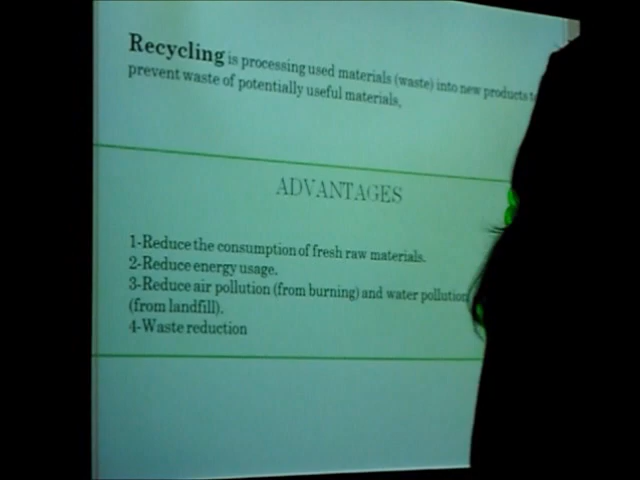 Recycling is processing used materials (waste) into new products to
prevent waste of potentially useful materials.
ADVANTAGES
1-Reduce the consumption of fresh raw materials.
2-Reduce energy usage.
3-Reduce air pollution (from burning) and water pollution
(from landfill).
4-Waste reduction